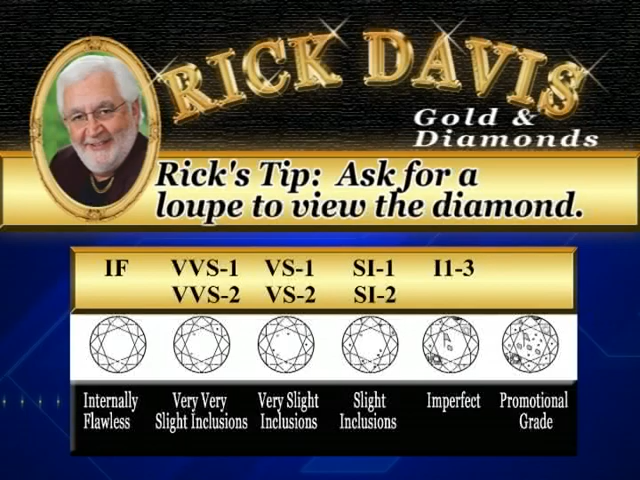 RICK DAVIS
Gold &
Diamonds
Rick's Tip: Ask for a
loupe to view the diamond.
IF VVS-1 VS-1 SI-1 I1-3
VVS-2 VS-2 SI-2
Internally Very Very Very Slight Slight Imperfect Promotional
Flawless Slight Inclusions Inclusions Inclusions Grade